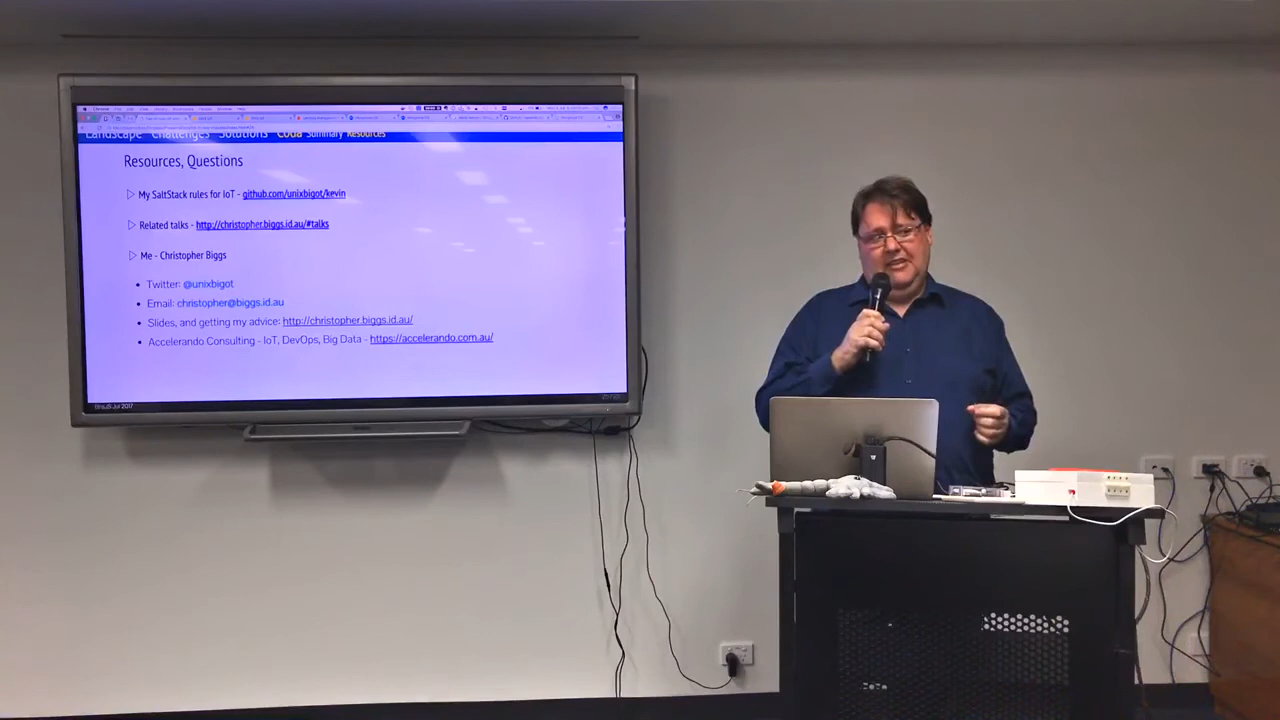 Landscape Challenges Solutions Coda Summary Resources
Resources, Questions
My SaltStack rules for IoT - github.com/unixbigot/kevin
Related talks - http://christopher.biggs.id.au/#talks
Me - Christopher Biggs
Twitter: @unixbigot
Email: christopher@biggs.id.au
Slides, and getting my advice: http://christopher.biggs.id.au/
Accelerando Consulting - IoT, DevOps, Big Data - https://accelerando.com.au/